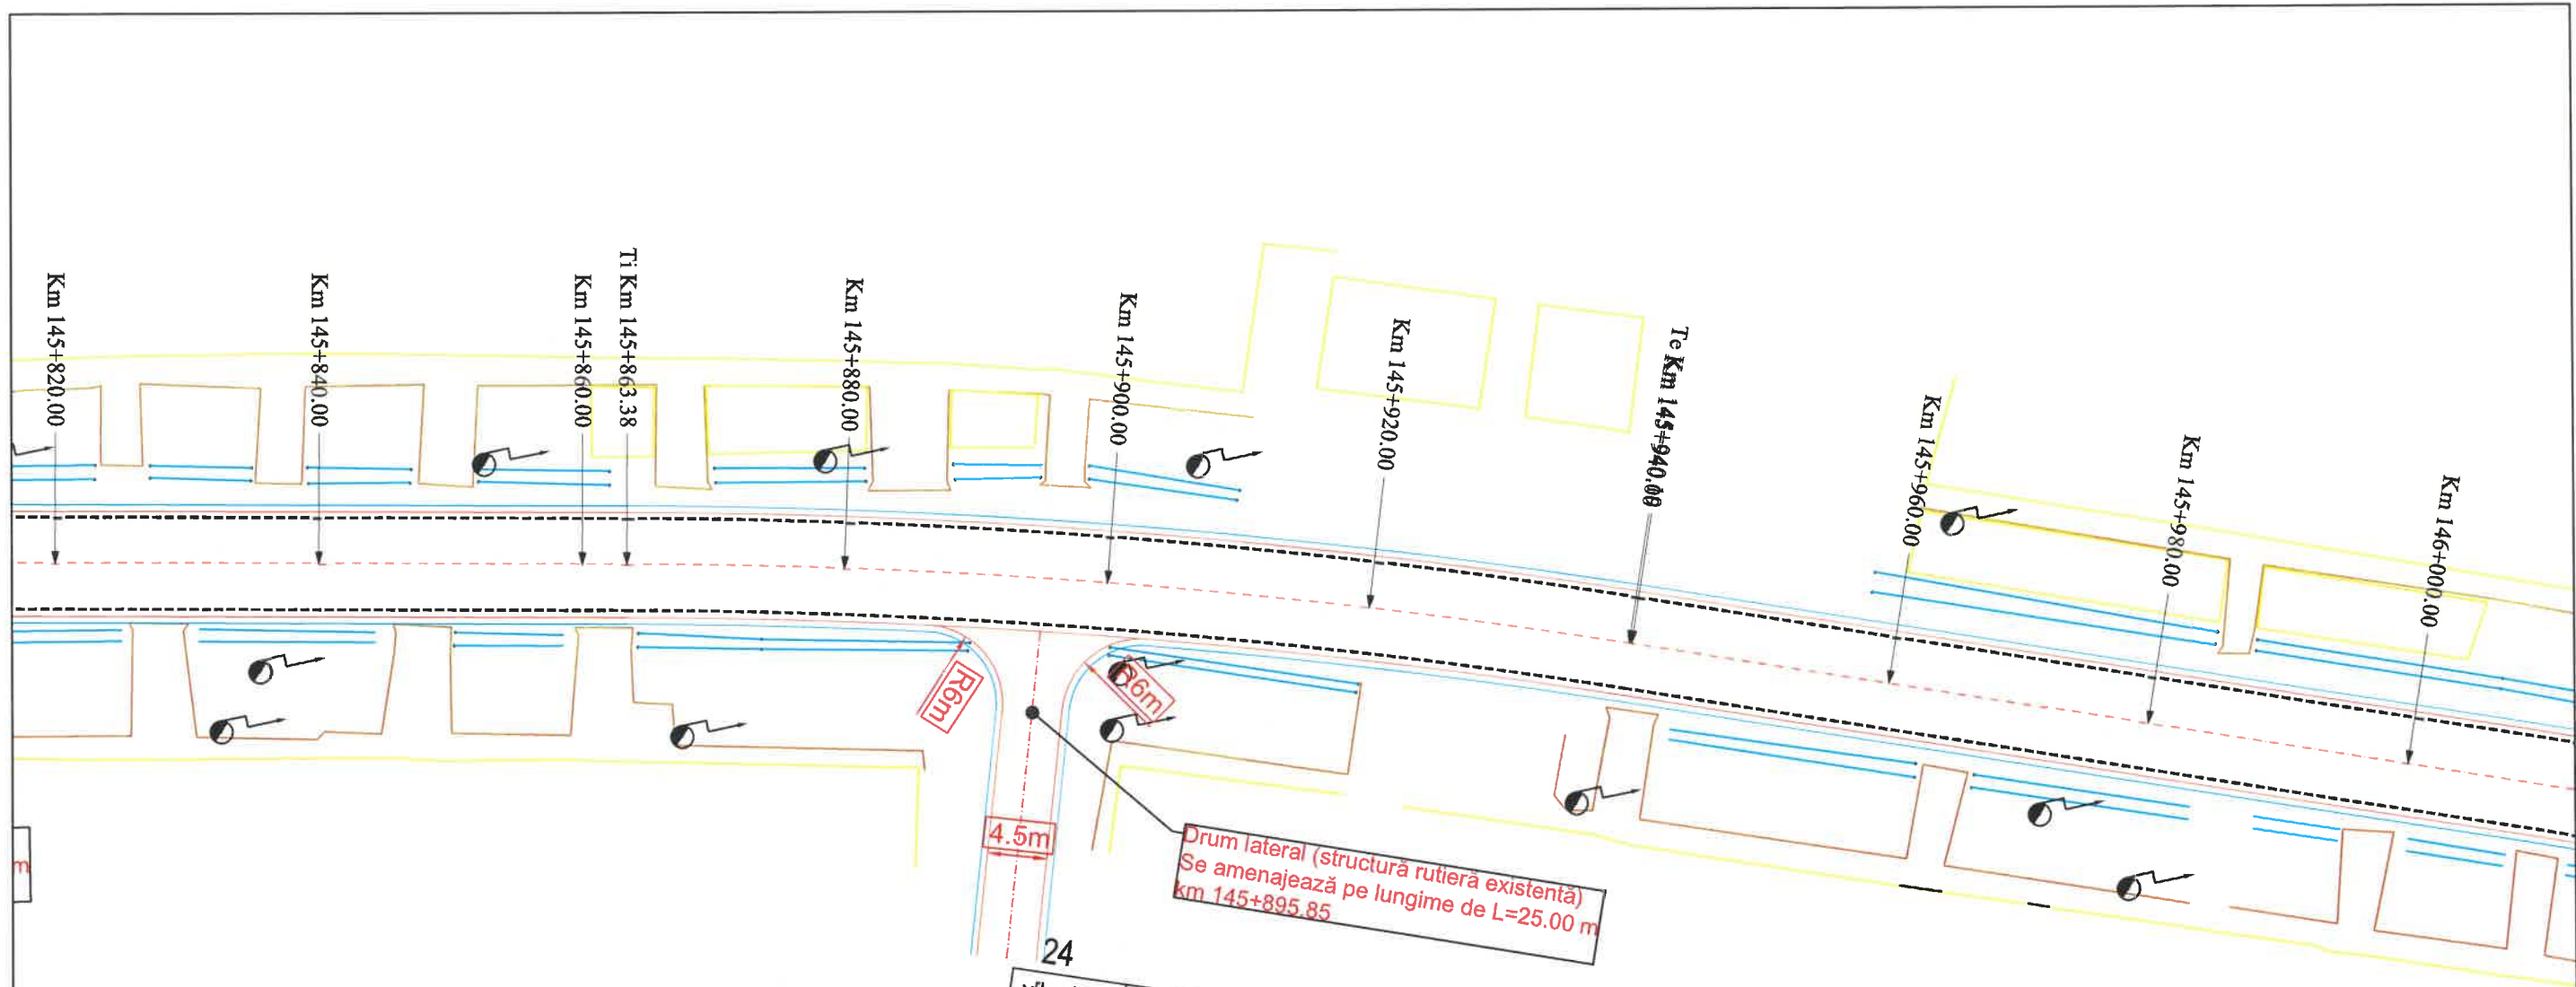 Km 145+820.00
Km 145+840.00
Km 145+860.00
Ti Km 145+863.38
Km 145+880.00
Km 145+900.00
Km 145+920.00
Te Km
Km 145+940.00
Km 145+960.00
Km 145+980.00
Km 146+000.00
R6m
R6m
4.5m
m
Drum lateral (structură rutieră existentă)
Se amenajează pe lungime de L=25.00 m
km 145+895.85
24